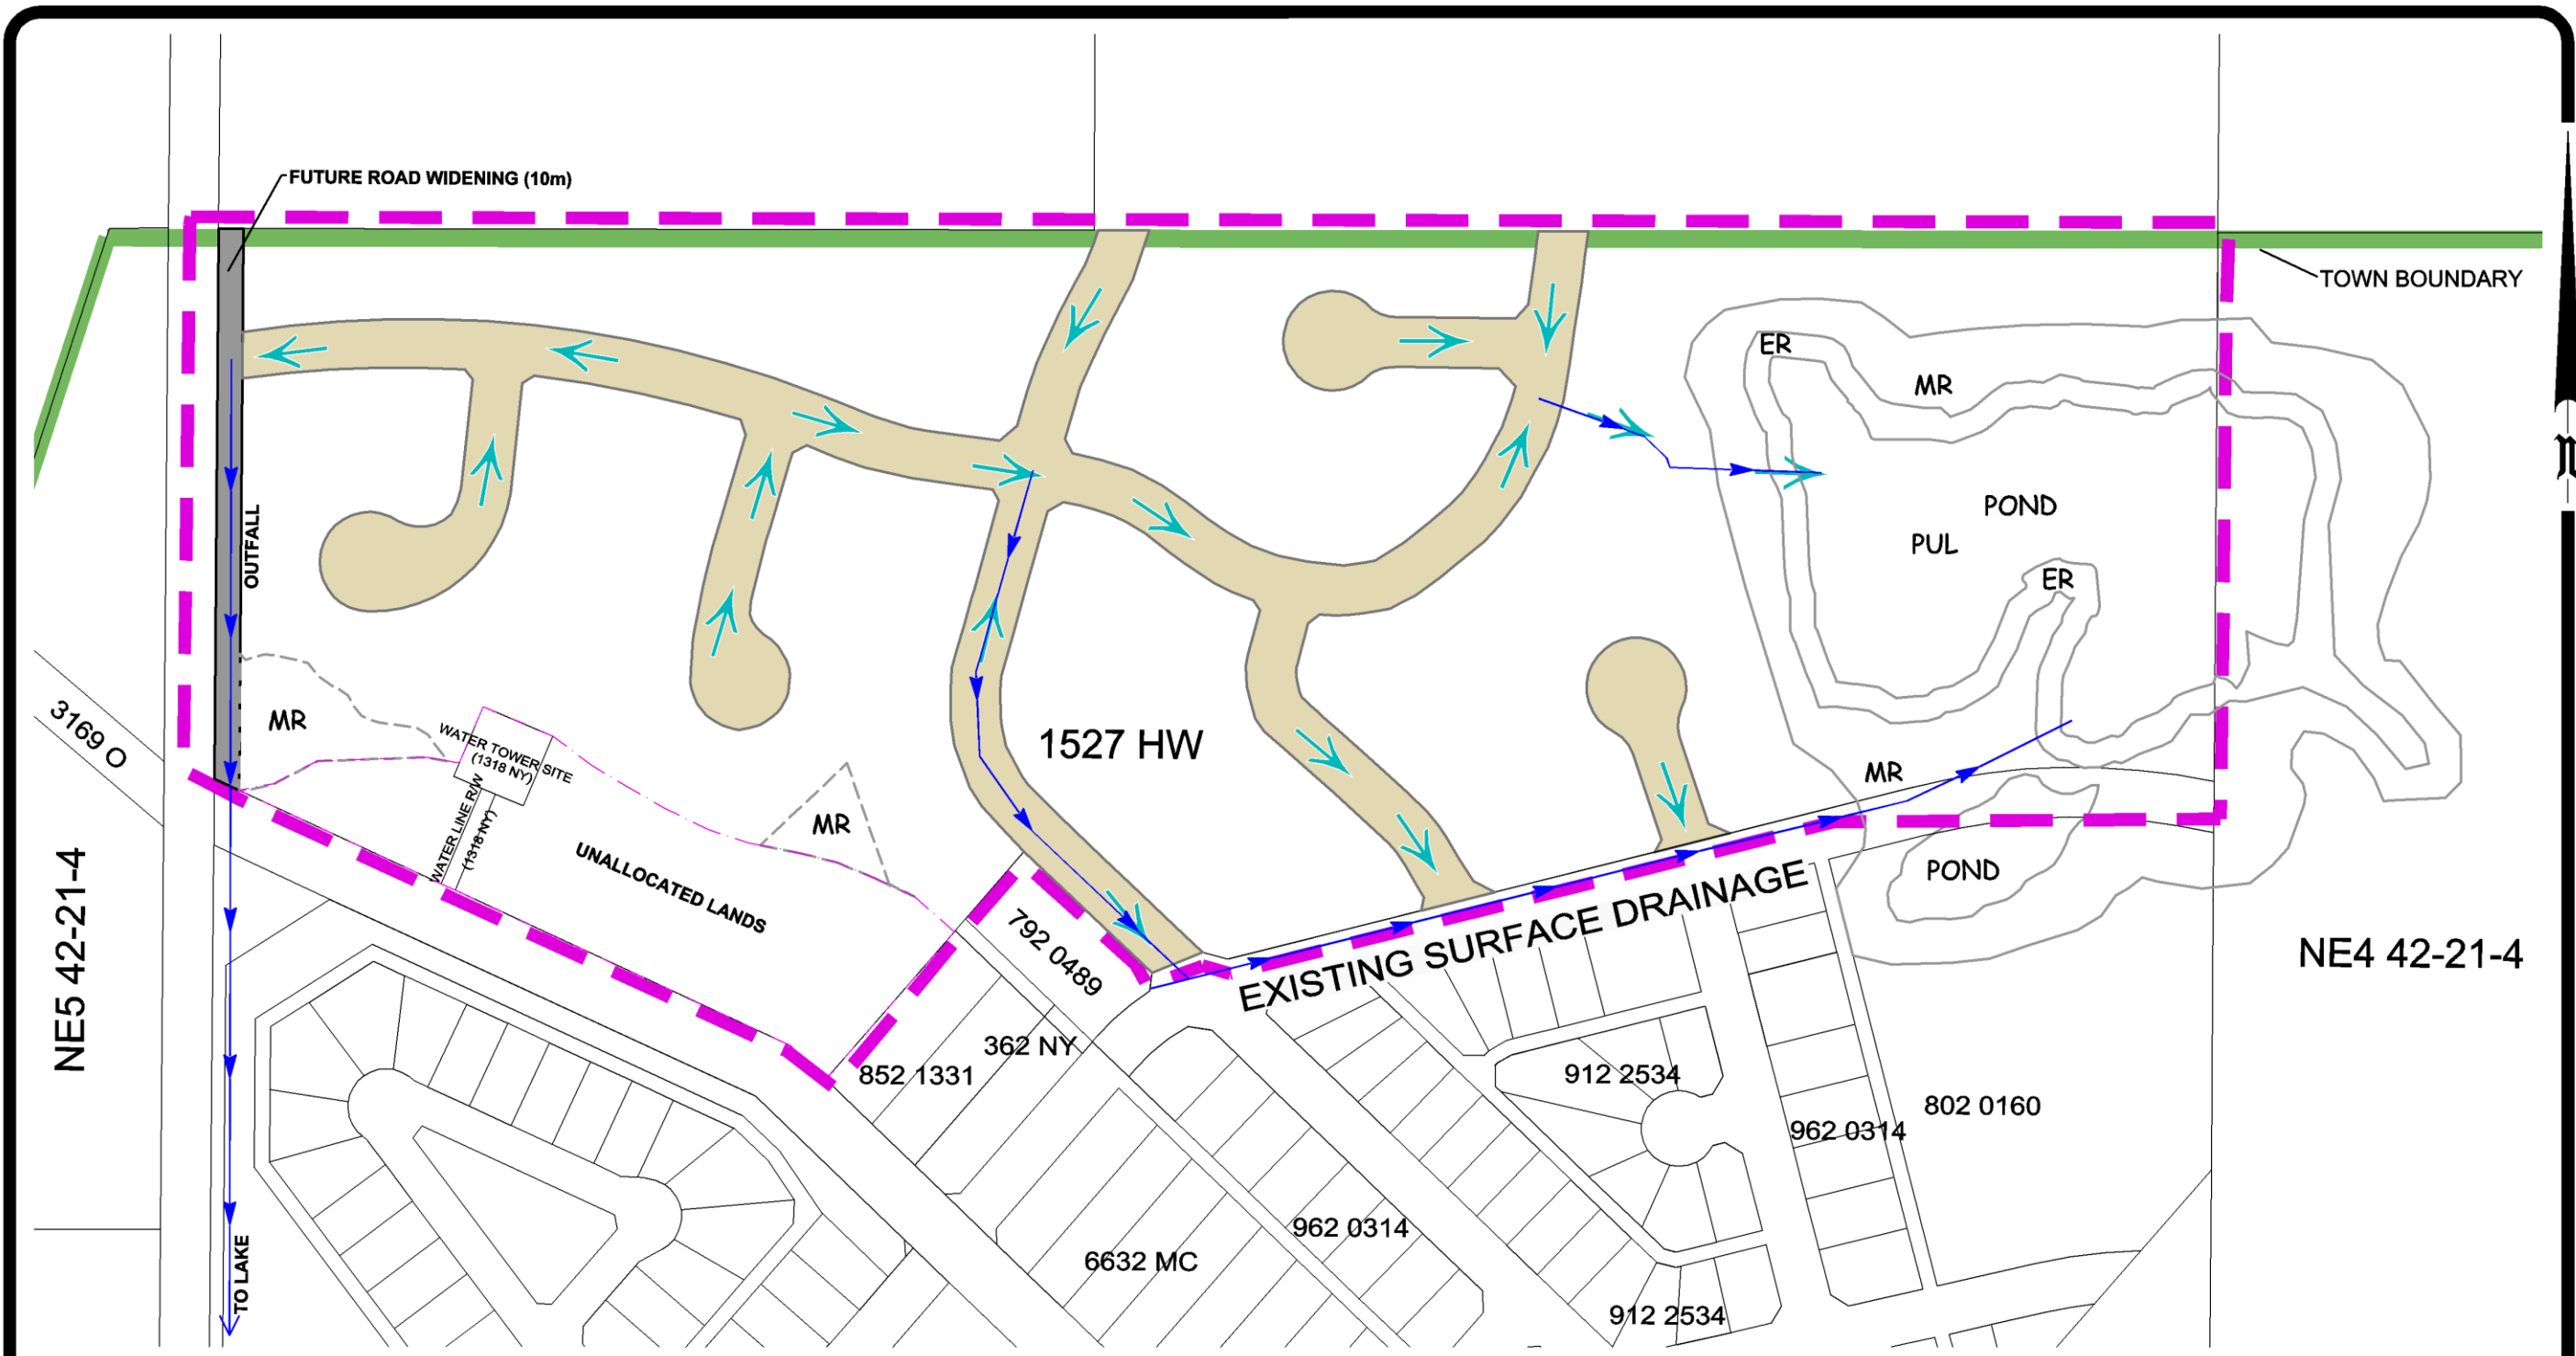 FUTURE ROAD WIDENING (10m)
TOWN BOUNDARY
ER
MR
n
POND
PUL
OUTFALL
ER
MR
3169 O
WATER TOWER SITE
(1318 NY)
1527 HW
MR
WATER LINE R/W
(1318 NY)
MR
UNALLOCATED LANDS
POND
EXISTING SURFACE DRAINAGE
792 0489
NE5 42-21-4
NE4 42-21-4
362 NY
852 1331
912 2534
802 0160
962 0314
962 0314
6632 MC
TO LAKE
912 2534